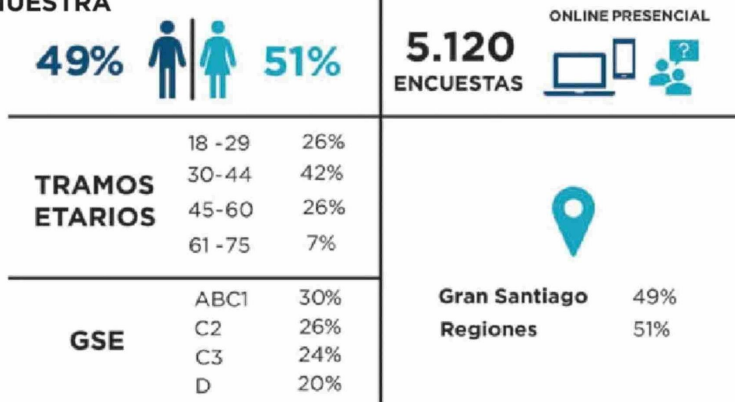 MUESTRA
49% 51%
5.120
ENCUESTAS
ONLINE PRESENCIAL
?
TRAMOS
ETARIOS
18 -29 26%
30-44 42%
45-60 26%
61 -75 7%
GSE
ABC1 30%
C2 26%
C3 24%
D 20%
Gran Santiago 49%
Regiones 51%